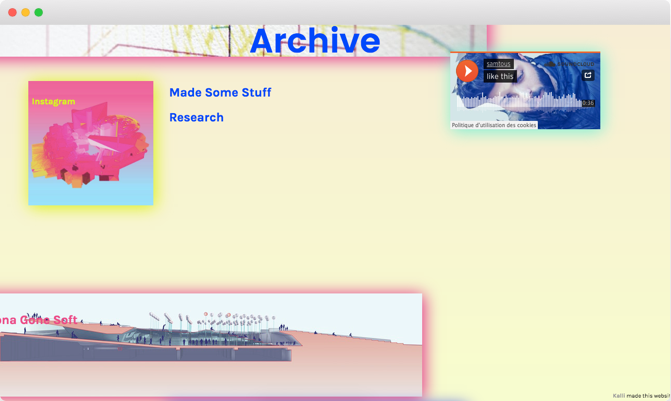 Archive
samtous
like this
0:36
Politique d'utilisation des cookies
Instagram
Made Some Stuff
Research
ona Gone Soft
Kalli made this websit